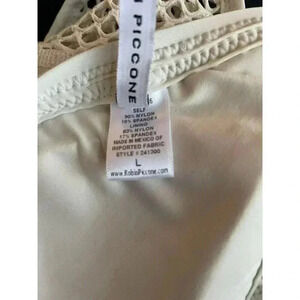 I PICCONE
SELF
90% NYLON
10% SPANDEX
LINING
83% NYLON
17% SPANDEX
MADE IN MEXICO OF
IMPORTED FABRIC
STYLE # 241700
L
www.RobinPiccone.com